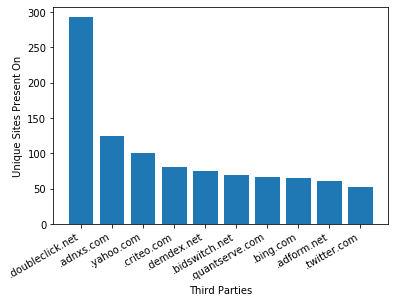 300
250
200
150
100
50
0
Unique Sites Present On
.doubleclick.net
.adnxs.com
.yahoo.com
.criteo.com
.demdex.net
.bidswitch.net
.quantserve.com
.bing.com
.adform.net
.twitter.com
Third Parties